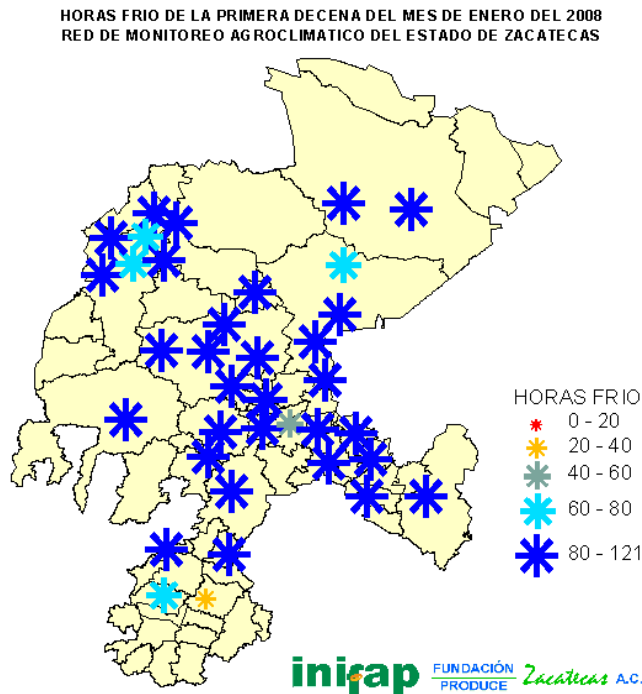 HORAS FRIO DE LA PRIMERA DECENA DEL MES DE ENERO DEL 2008
RED DE MONITOREO AGROCLIMATICO DEL ESTADO DE ZACATECAS
HORAS FRIO
0 - 20
20 - 40
40 - 60
60 - 80
80 - 121
inifap
FUNDACIÓN
PRODUCE
Zacatecas A.C.